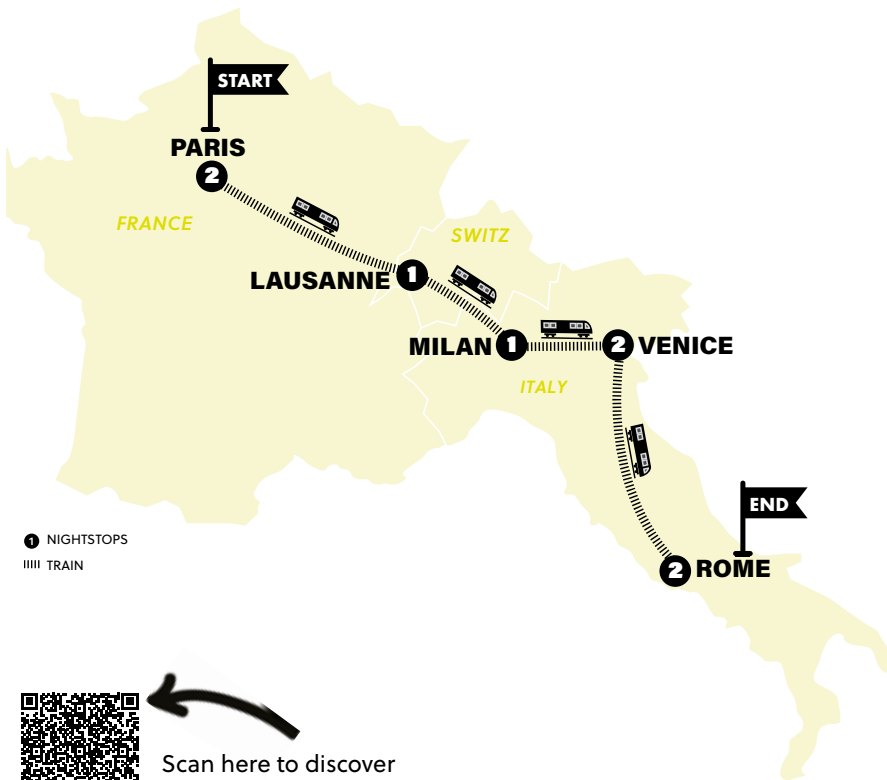 START
PARIS
2
FRANCE
SWITZ
LAUSANNE 1
MILAN 1
2 VENICE
ITALY
END
2 ROME
1 NIGHTSTOPS
TRAIN
Scan here to discover